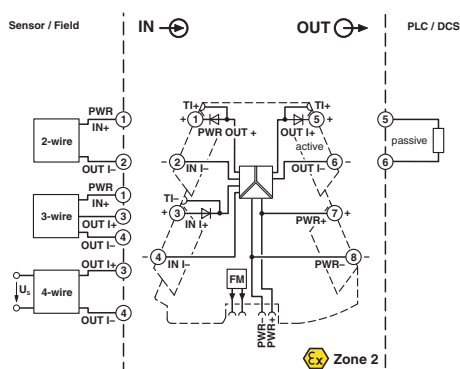 Sensor / Field
IN
OUT
PLC / DCS
PWR
1
IN+
2-wire
2
OUT I–
PWR
1
IN+
3-wire
OUT I+
3
4
OUT I–
OUT I+
3
Us
4-wire
4
OUT I–
TI+
+
1
PWR OUT +
–
2
IN I–
TI–
+
3
IN I+
–
4
IN I–
TI+
5
+
OUT I+
active
6
–
OUT I–
7
+
PWR+
8
–
PWR–
FM
PWR–
PWR+
5
passive
6
Ex Zone 2